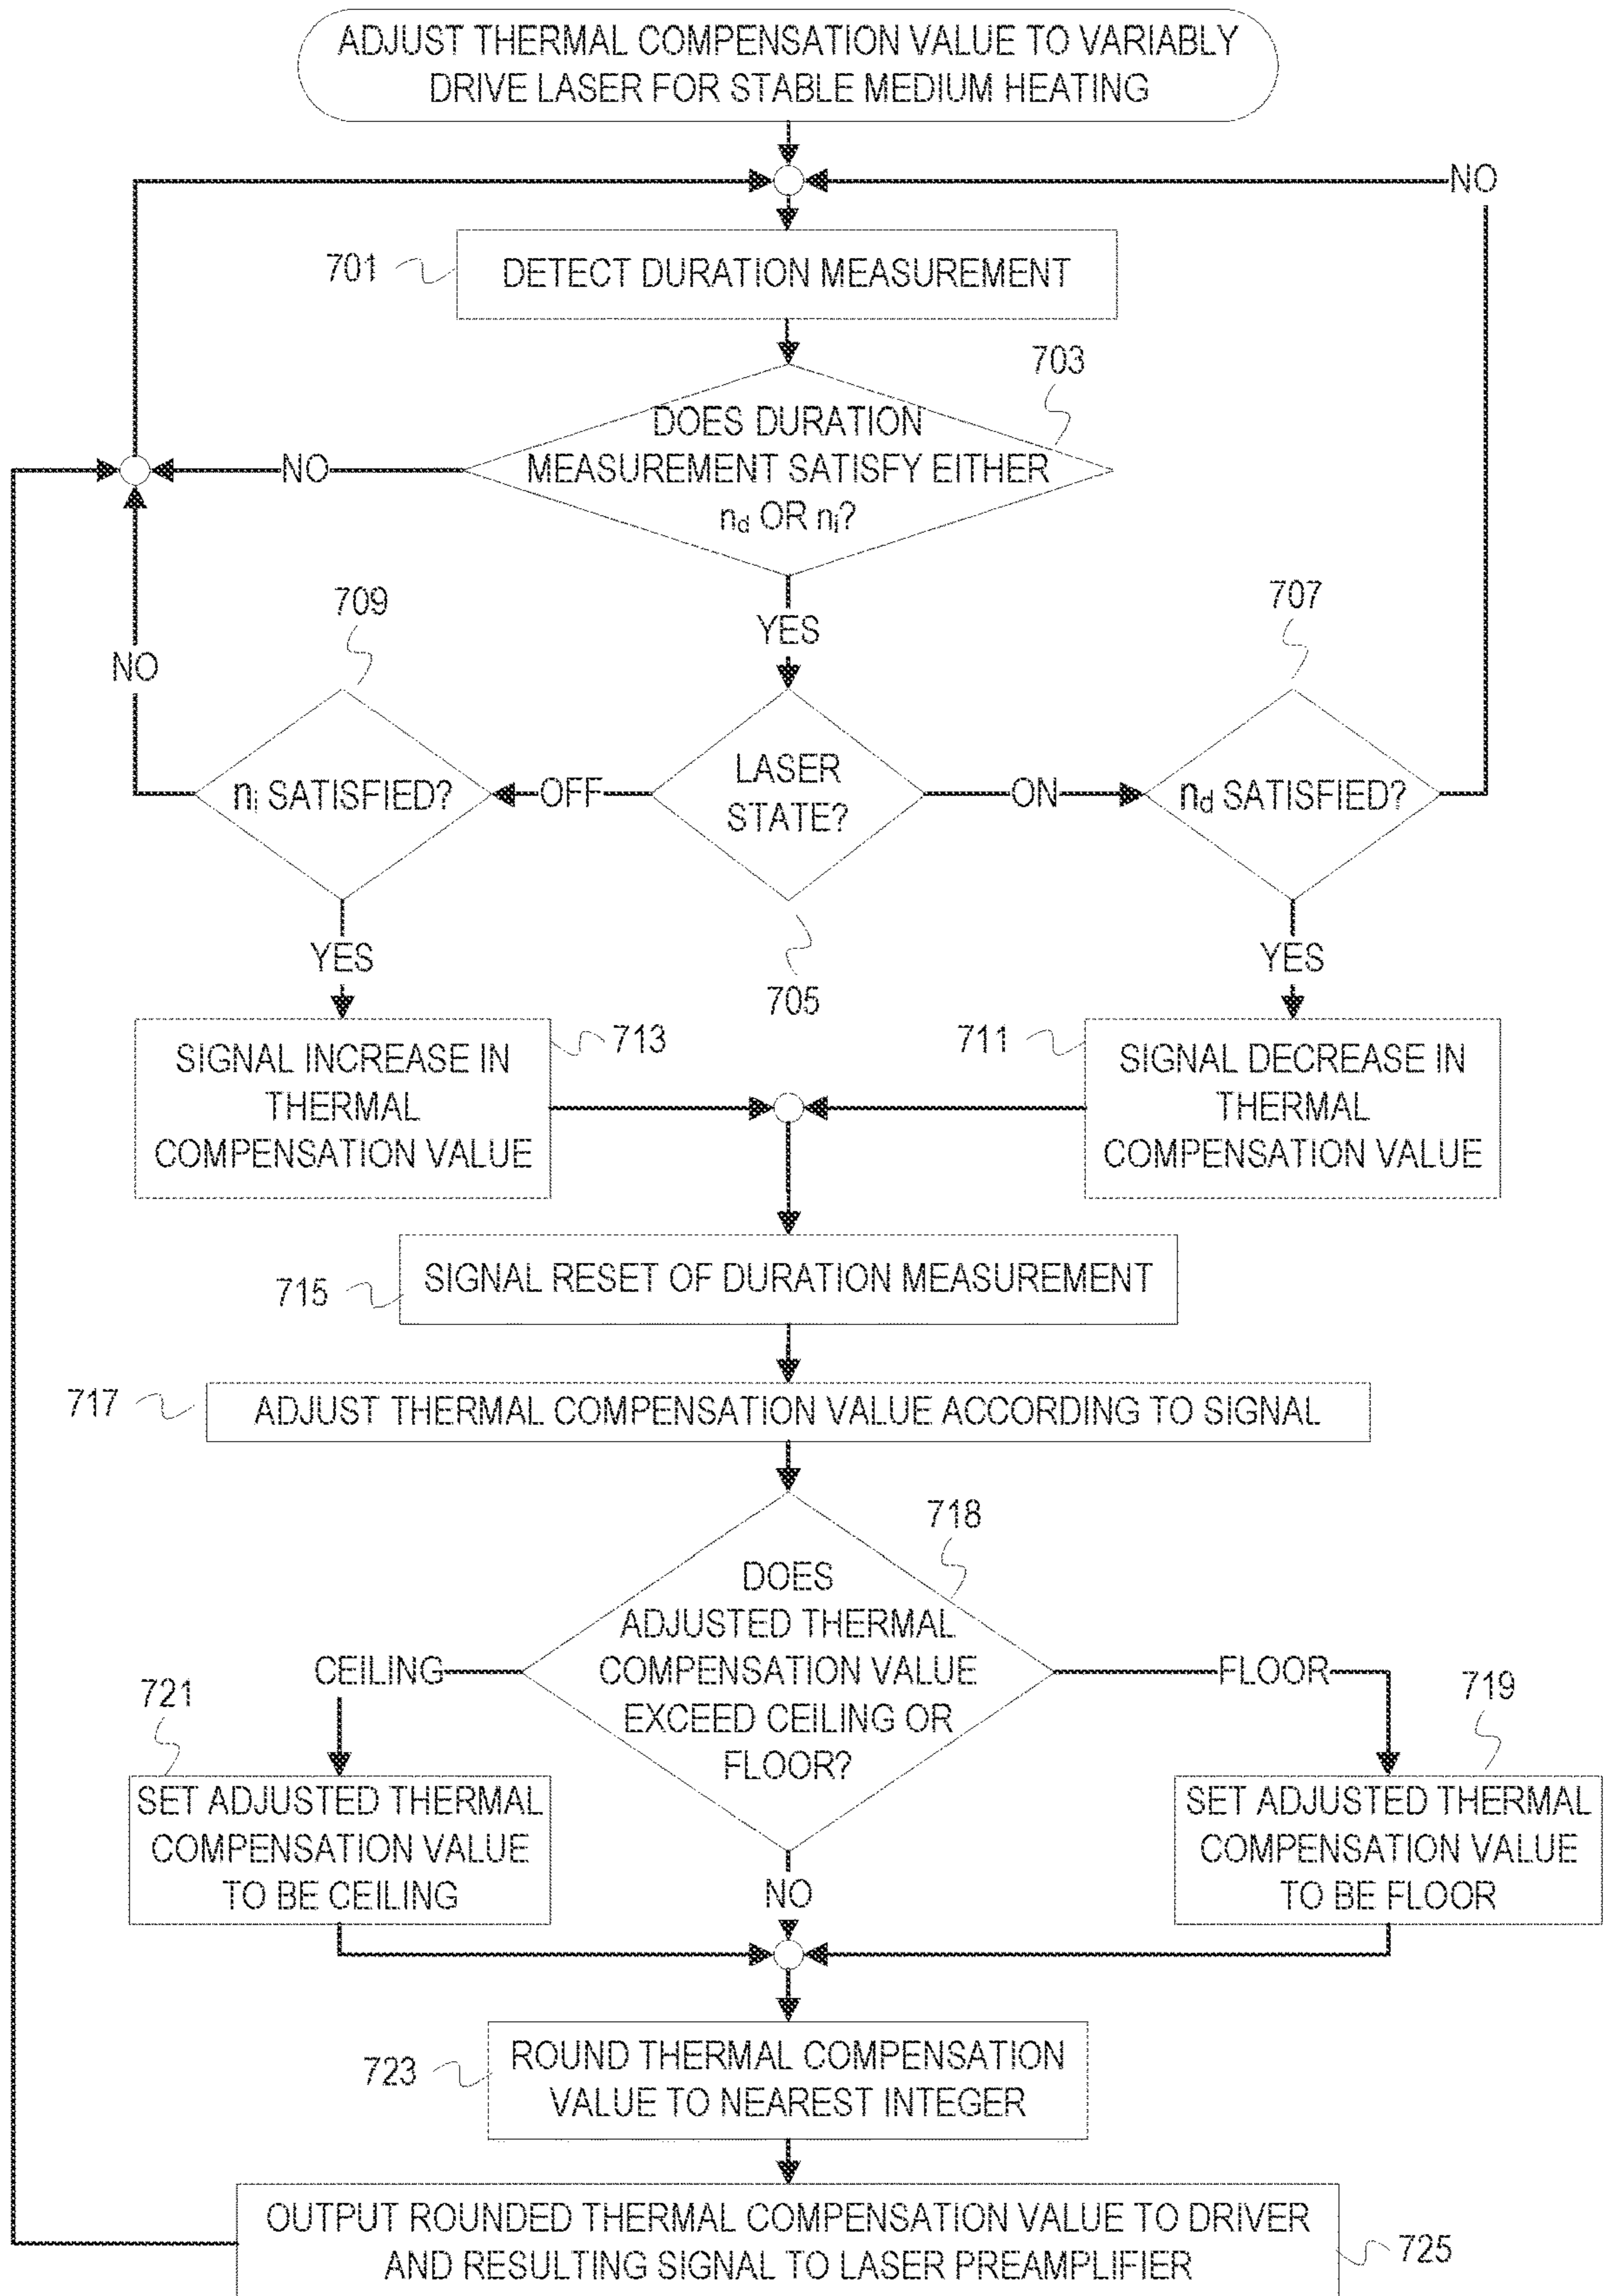 ADJUST THERMAL COMPENSATION VALUE TO VARIABLY
DRIVE LASER FOR STABLE MEDIUM HEATING
NO
701
DETECT DURATION MEASUREMENT
703
DOES DURATION
MEASUREMENT SATISFY EITHER
nd OR ni?
NO
YES
709
707
NO
ni SATISFIED?
OFF
LASER
STATE?
ON
nd SATISFIED?
YES
705
YES
SIGNAL INCREASE IN
THERMAL
COMPENSATION VALUE
713
711
SIGNAL DECREASE IN
THERMAL
COMPENSATION VALUE
715
SIGNAL RESET OF DURATION MEASUREMENT
717
ADJUST THERMAL COMPENSATION VALUE ACCORDING TO SIGNAL
718
DOES
ADJUSTED THERMAL
COMPENSATION VALUE
EXCEED CEILING OR
FLOOR?
CEILING
FLOOR
721
719
SET ADJUSTED THERMAL
COMPENSATION VALUE
TO BE CEILING
NO
SET ADJUSTED THERMAL
COMPENSATION VALUE
TO BE FLOOR
723
ROUND THERMAL COMPENSATION
VALUE TO NEAREST INTEGER
OUTPUT ROUNDED THERMAL COMPENSATION VALUE TO DRIVER
AND RESULTING SIGNAL TO LASER PREAMPLIFIER
725